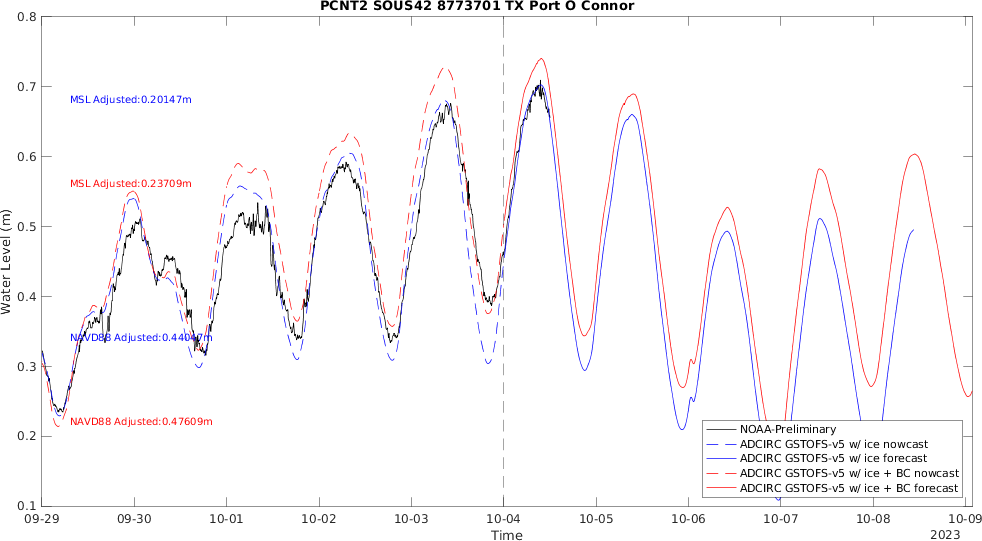 PCNT2 SOUS42 8773701 TX Port O Connor
0.8
0.7
0.6
0.5
0.4
0.3
0.2
0.1
Water Level (m)
MSL Adjusted:0.20147m
MSL Adjusted:0.23709m
NAVD88 Adjusted:0.44047m
NAVD88 Adjusted:0.47609m
NOAA-Preliminary
ADCIRC GSTOFS-v5 w/ ice nowcast
ADCIRC GSTOFS-v5 w/ ice forecast
ADCIRC GSTOFS-v5 w/ ice + BC nowcast
ADCIRC GSTOFS-v5 w/ ice + BC forecast
09-29 09-30 10-01 10-02 10-03 10-04 10-05 10-06 10-07 10-08 10-09
Time
2023